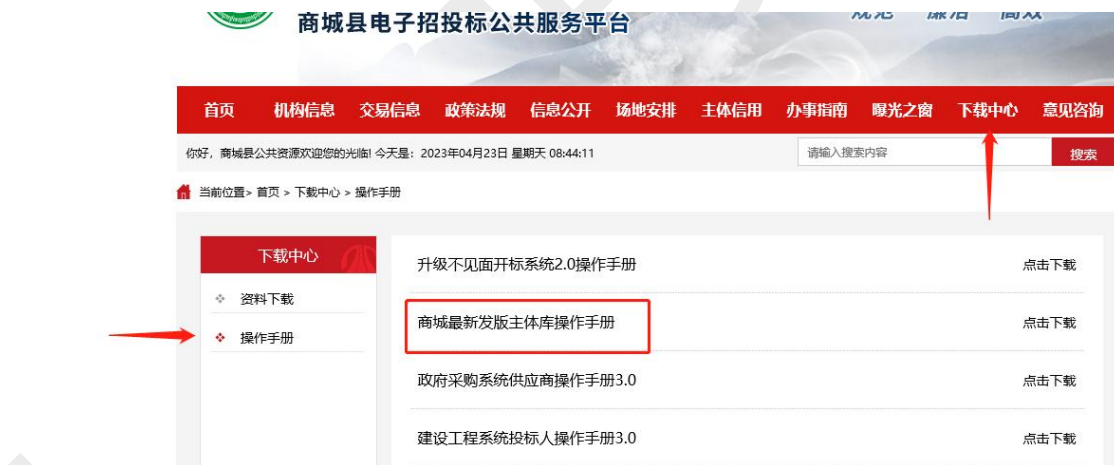 商城县电子招投标公共服务平台
规范 廉洁 高效
首页 机构信息 交易信息 政策法规 信息公开 场地安排 主体信用 办事指南 曝光之窗 下载中心 意见咨询
你好，商城县公共资源欢迎您的光临! 今天是：2023年04月23日 星期天 08:44:11 请输入搜索内容 搜索
当前位置> 首页 > 下载中心 > 操作手册
下载中心
资料下载
操作手册
升级不见面开标系统2.0操作手册 点击下载
商城最新发版主体库操作手册 点击下载
政府采购系统供应商操作手册3.0 点击下载
建设工程系统投标人操作手册3.0 点击下载